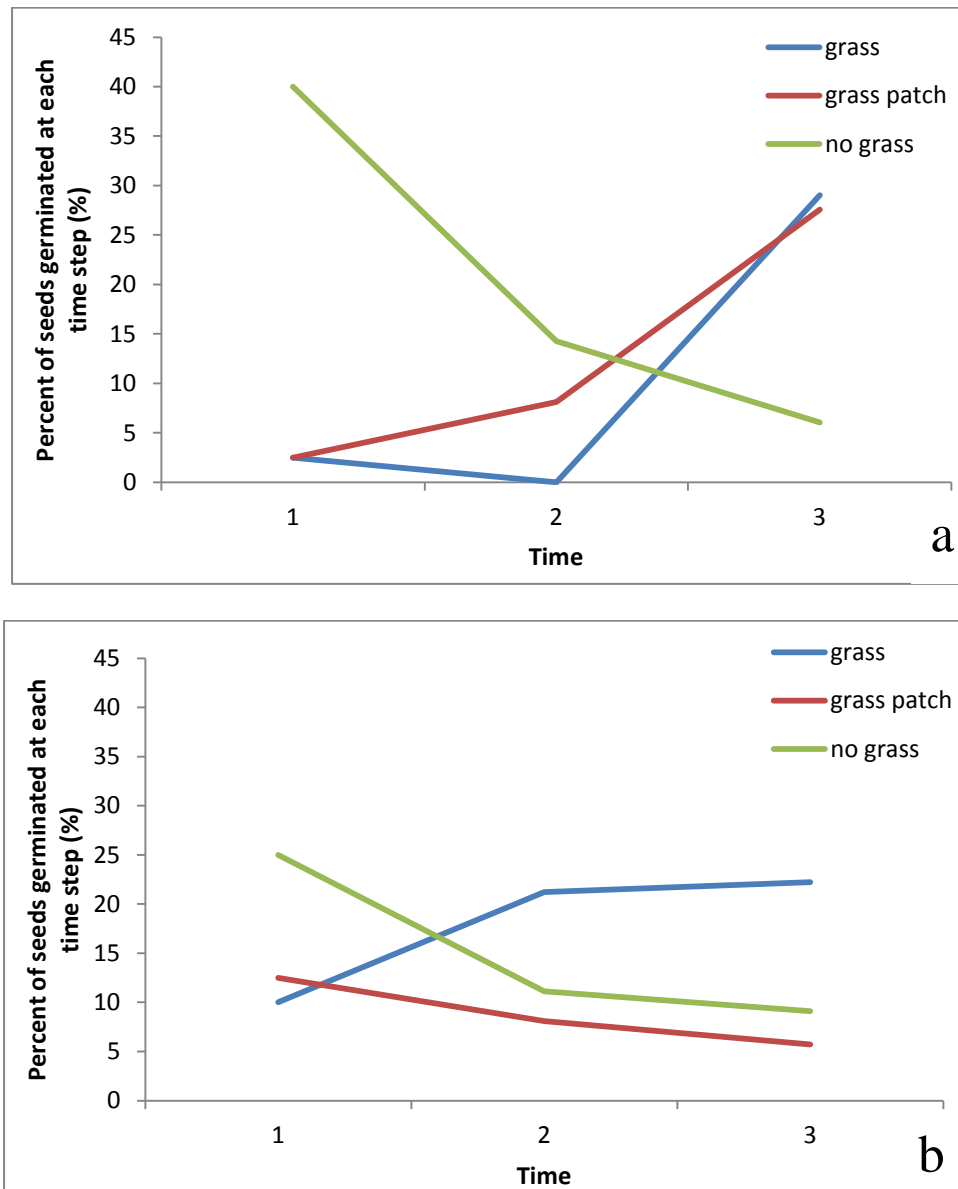 45
40
35
30
25
20
15
10
5
0
Percent of seeds germinated at each
time step (%)
grass
grass patch
no grass
1 2 3
Time
a
45
40
35
30
25
20
15
10
5
0
Percent of seeds germinated at each
time step (%)
grass
grass patch
no grass
1 2 3
Time
b